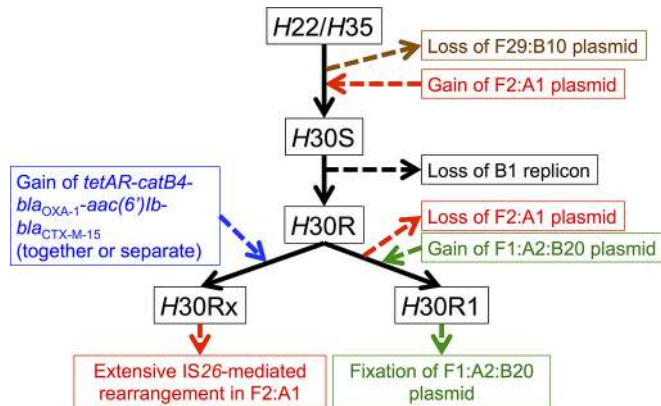 H22/H35
Loss of F29:B10 plasmid
Gain of F2:A1 plasmid
H30S
Loss of B1 replicon
Gain of tetAR-catB4-
blaOXA-1-aac(6')Ib-
blaCTX-M-15
(together or separate)
H30R
Loss of F2:A1 plasmid
Gain of F1:A2:B20 plasmid
H30Rx
H30R1
Extensive IS26-mediated
rearrangement in F2:A1
Fixation of F1:A2:B20
plasmid